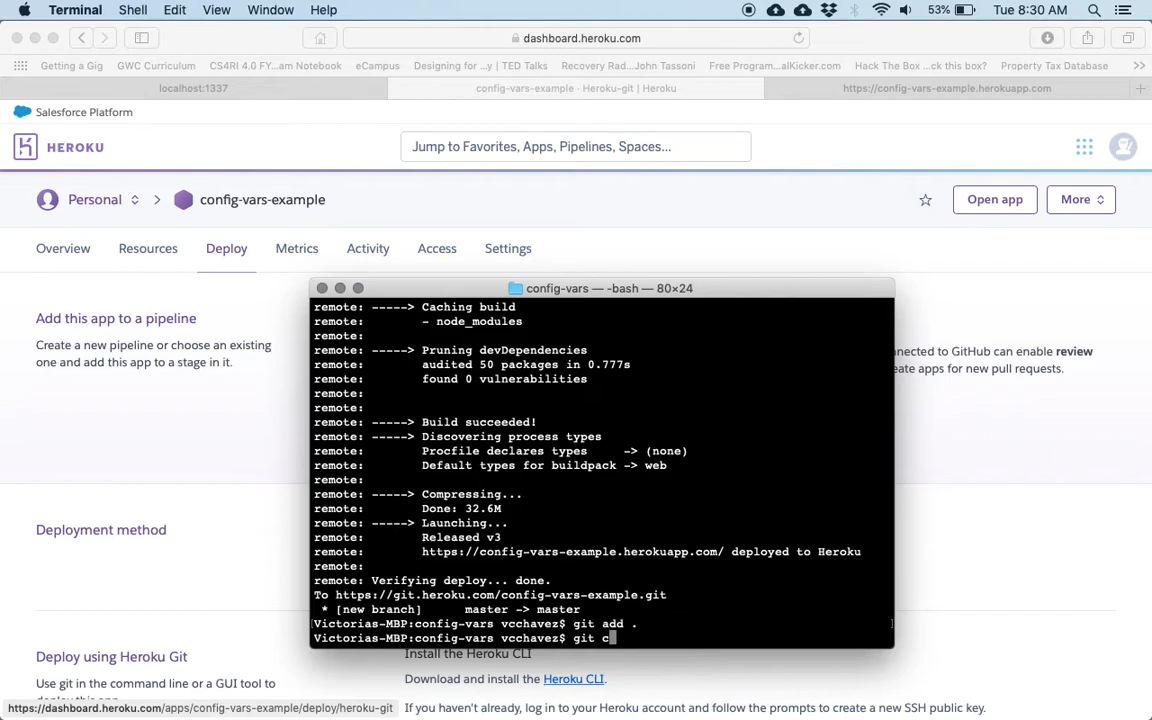 Terminal Shell Edit View Window Help 53% Tue 8:30 AM
dashboard.heroku.com
Getting a Gig GWC Curriculum CS4RI 4.0 FY...am Notebook eCampus Designing for ...y | TED Talks Recovery Rad...John Tassoni Free Program...alKicker.com Hack The Box ...ck this box? Property Tax Database >>
localhost:1337 config-vars-example · Heroku-git | Heroku https://config-vars-example.herokuapp.com +
Salesforce Platform
HEROKU Jump to Favorites, Apps, Pipelines, Spaces...
Personal > config-vars-example Open app More
Overview Resources Deploy Metrics Activity Access Settings
config-vars — -bash — 80×24
Add this app to a pipeline
Create a new pipeline or choose an existing
one and add this app to a stage in it.
nnected to GitHub can enable review
eate apps for new pull requests.
remote: -----> Caching build
remote: - node_modules
remote:
remote: -----> Pruning devDependencies
remote: audited 50 packages in 0.777s
remote: found 0 vulnerabilities
remote:
remote:
remote: -----> Build succeeded!
remote: -----> Discovering process types
remote: Procfile declares types -> (none)
remote: Default types for buildpack -> web
remote:
remote: -----> Compressing...
remote: Done: 32.6M
remote: -----> Launching...
remote: Released v3
remote: https://config-vars-example.herokuapp.com/ deployed to Heroku
remote:
remote: Verifying deploy... done.
To https://git.heroku.com/config-vars-example.git
* [new branch] master -> master
[Victorias-MBP:config-vars vcchavez$ git add . ]
Victorias-MBP:config-vars vcchavez$ git c
Deployment method
Deploy using Heroku Git
Use git in the command line or a GUI tool to
Install the Heroku CLI
Download and install the Heroku CLI.
If you haven't already, log in to your Heroku account and follow the prompts to create a new SSH public key.
https://dashboard.heroku.com/apps/config-vars-example/deploy/heroku-git